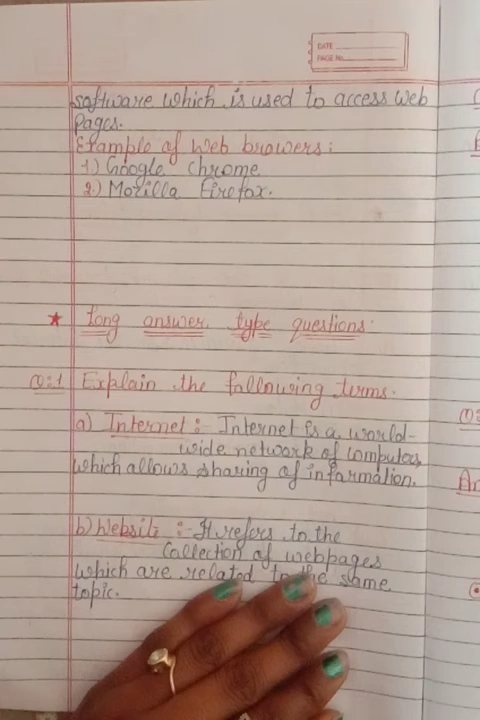 DATE
PAGE No.
software which is used to access Web
Pages.
Example of Web browers:
1) Google Chrome
2) Mozilla Firefox.
★ Long answer type questions:
Q:1 Explain the following terms.
a) Internet :- Internet is a world-
wide network of computers,
which allows sharing of information.
b) Website :- It refers to the
Collection of webpages
which are related to the same
topic.